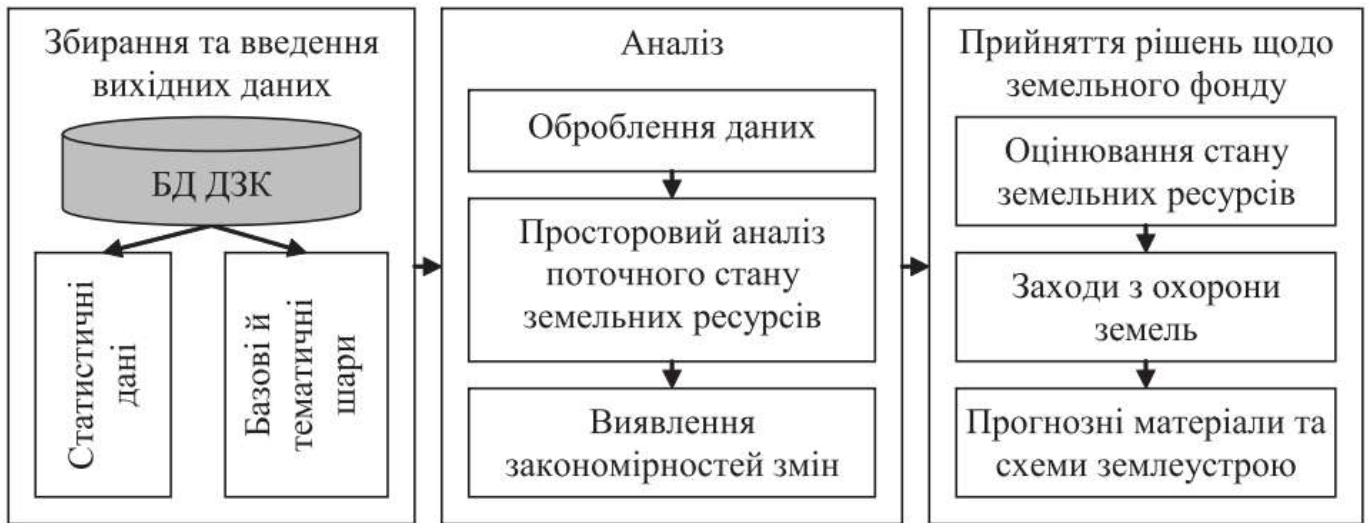 Збирання та введення
вихідних даних
БД ДЗК
Статистичні
дані
Базові й
тематичні
шари
Аналіз
Оброблення даних
Просторовий аналіз
поточного стану
земельних ресурсів
Виявлення
закономірностей змін
Прийняття рішень щодо
земельного фонду
Оцінювання стану
земельних ресурсів
Заходи з охорони
земель
Прогнозні матеріали та
схеми землеустрою